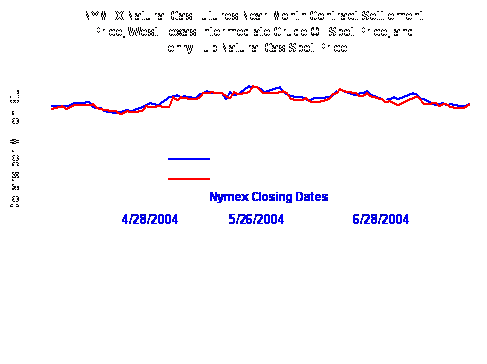 NYMEX Natural Gas Futures Near-Month Contract Settlement
Price, West Texas Intermediate Crude Oil Spot Price, and
Henry Hub Natural Gas Spot Price
Nymex Closing Dates
4/28/2004 5/26/2004 6/28/2004